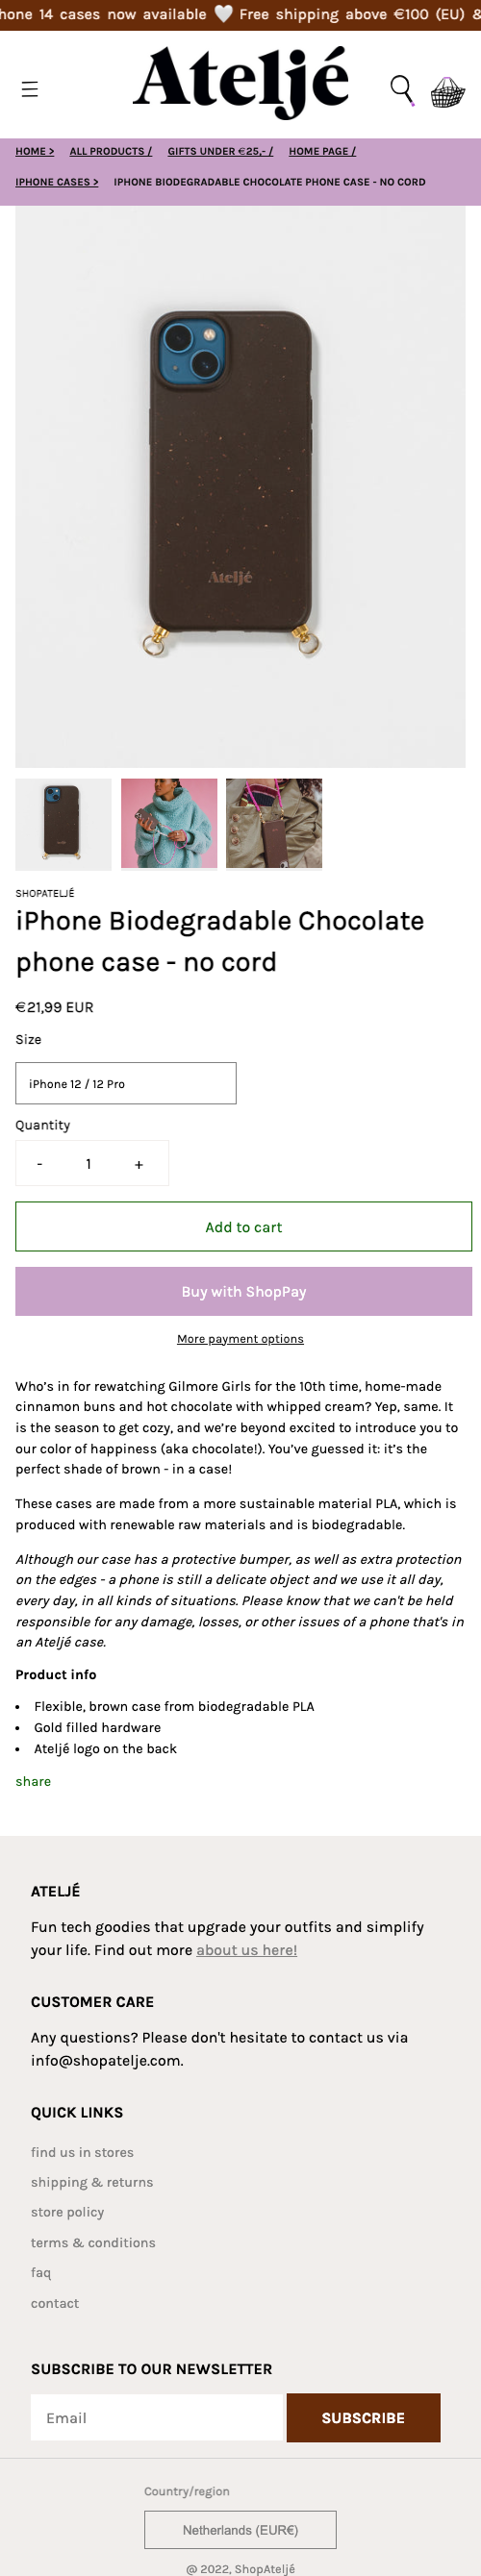 hone 14 cases now available 🤍 Free shipping above €100 (EU) &
Ateljé
HOME > ALL PRODUCTS / GIFTS UNDER €25,- / HOME PAGE /
IPHONE CASES > IPHONE BIODEGRADABLE CHOCOLATE PHONE CASE - NO CORD
Ateljé
SHOPATELJÉ
iPhone Biodegradable Chocolate
phone case - no cord
€21,99 EUR
Size
iPhone 12 / 12 Pro
Quantity
- 1 +
Add to cart
Buy with ShopPay
More payment options
Who’s in for rewatching Gilmore Girls for the 10th time, home-made
cinnamon buns and hot chocolate with whipped cream? Yep, same. It
is the season to get cozy, and we’re beyond excited to introduce you to
our color of happiness (aka chocolate!). You’ve guessed it: it’s the
perfect shade of brown - in a case!
These cases are made from a more sustainable material PLA, which is
produced with renewable raw materials and is biodegradable.
Although our case has a protective bumper, as well as extra protection
on the edges - a phone is still a delicate object and we use it all day,
every day, in all kinds of situations. Please know that we can't be held
responsible for any damage, losses, or other issues of a phone that's in
an Ateljé case.
Product info
• Flexible, brown case from biodegradable PLA
• Gold filled hardware
• Ateljé logo on the back
share
ATELJÉ
Fun tech goodies that upgrade your outfits and simplify
your life. Find out more about us here!
CUSTOMER CARE
Any questions? Please don't hesitate to contact us via
info@shopatelje.com.
QUICK LINKS
find us in stores
shipping & returns
store policy
terms & conditions
faq
contact
SUBSCRIBE TO OUR NEWSLETTER
Email SUBSCRIBE
Country/region
Netherlands (EUR€)
@ 2022, ShopAteljé